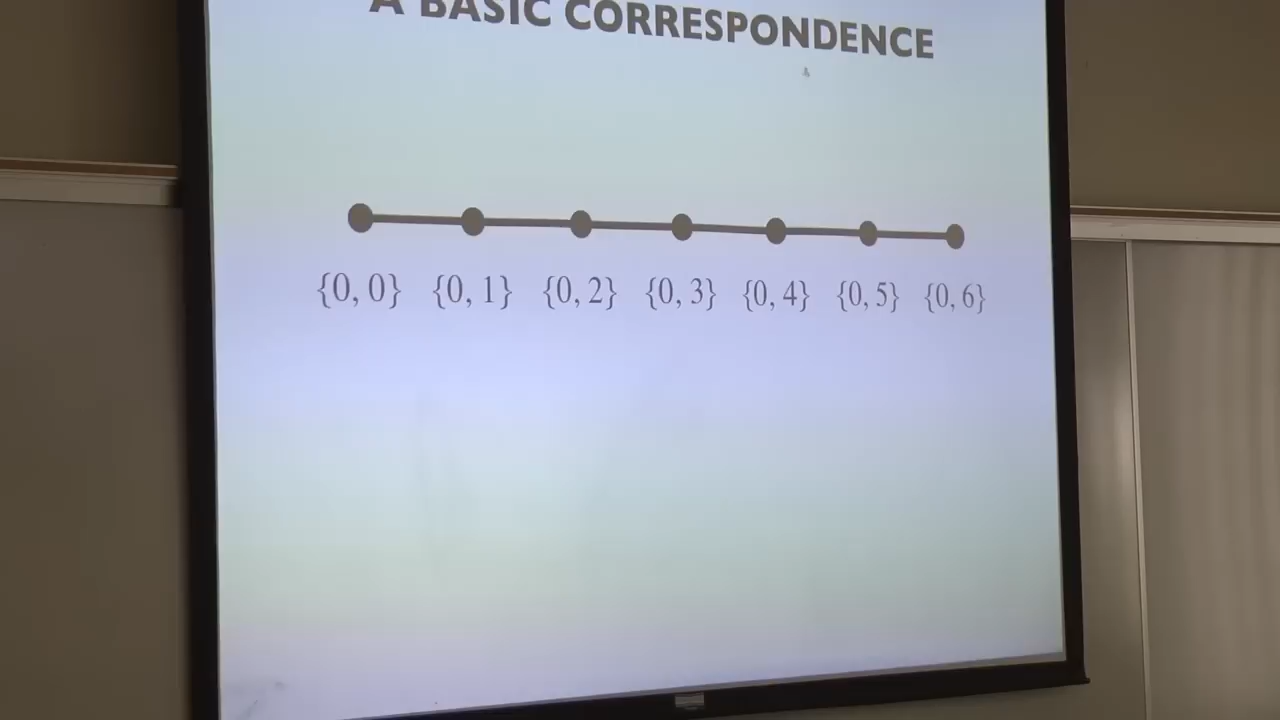 A BASIC CORRESPONDENCE
{0, 0} {0, 1} {0, 2} {0, 3} {0, 4} {0, 5} {0, 6}